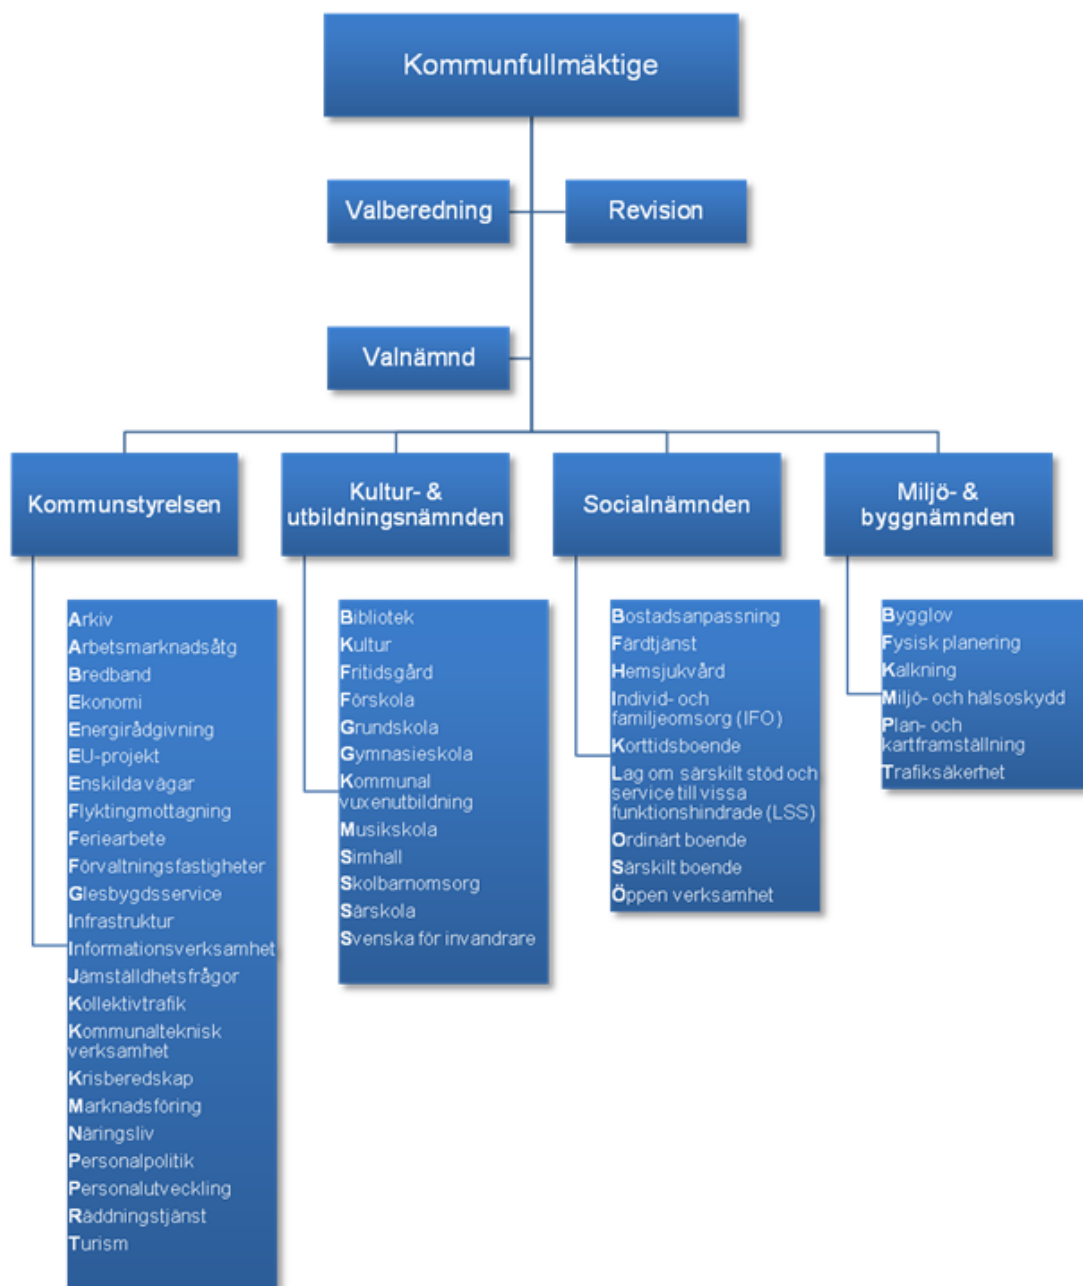 Kommunfullmäktige
Valberedning
Revision
Valnämnd
Kommunstyrelsen
Arkiv
Arbetsmarknadsåtg
Bredband
Ekonomi
Energirådgivning
EU-projekt
Enskilda vägar
Flyktingmottagning
Feriearbete
Förvaltningsfastigheter
Glesbygdsservice
Infrastruktur
Informationsverksamhet
Jämställdhetsfrågor
Kollektivtrafik
Kommunalteknisk
verksamhet
Krisberedskap
Marknadsföring
Näringsliv
Personalpolitik
Personalutveckling
Räddningstjänst
Turism
Kultur- &
utbildningsnämnden
Bibliotek
Kultur
Fritidsgård
Förskola
Grundskola
Gymnasieskola
Kommunal
vuxenutbildning
Musikskola
Simhall
Skolbarnomsorg
Särskola
Svenska för invandrare
Socialnämnden
Bostadsanpassning
Färdtjänst
Hemsjukvård
Individ- och
familjeomsorg (IFO)
Korttidsboende
Lag om särskilt stöd och
service till vissa
funktionshindrade (LSS)
Ordinärt boende
Särskilt boende
Öppen verksamhet
Miljö- &
byggnämnden
Bygglov
Fysisk planering
Kalkning
Miljö- och hälsoskydd
Plan- och
kartframställning
Trafiksäkerhet